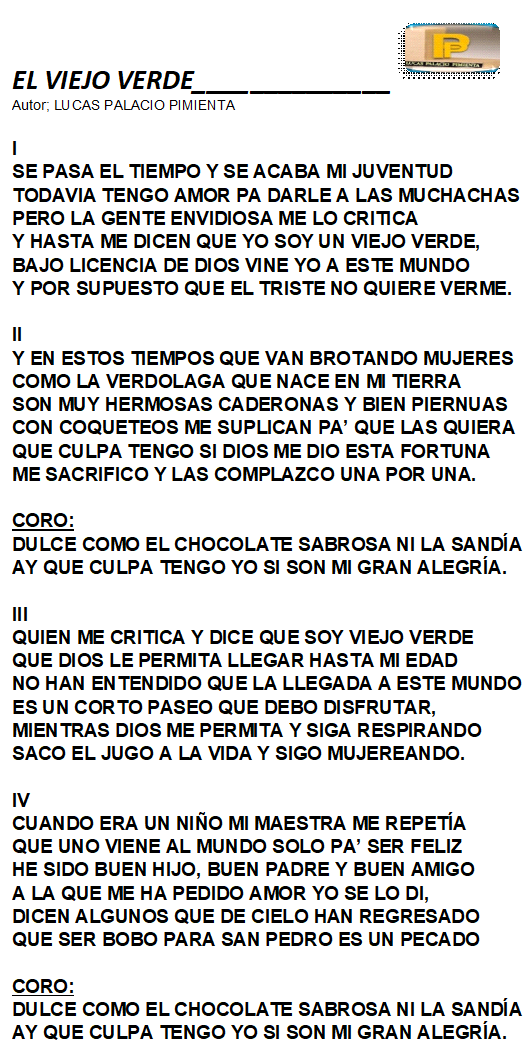 PP
LUCAS PALACIO PIMIENTA
EL VIEJO VERDE______________
Autor; LUCAS PALACIO PIMIENTA
I
SE PASA EL TIEMPO Y SE ACABA MI JUVENTUD
TODAVIA TENGO AMOR PA DARLE A LAS MUCHACHAS
PERO LA GENTE ENVIDIOSA ME LO CRITICA
Y HASTA ME DICEN QUE YO SOY UN VIEJO VERDE,
BAJO LICENCIA DE DIOS VINE YO A ESTE MUNDO
Y POR SUPUESTO QUE EL TRISTE NO QUIERE VERME.
II
Y EN ESTOS TIEMPOS QUE VAN BROTANDO MUJERES
COMO LA VERDOLAGA QUE NACE EN MI TIERRA
SON MUY HERMOSAS CADERONAS Y BIEN PIERNUAS
CON COQUETEOS ME SUPLICAN PA’ QUE LAS QUIERA
QUE CULPA TENGO SI DIOS ME DIO ESTA FORTUNA
ME SACRIFICO Y LAS COMPLAZCO UNA POR UNA.
CORO:
DULCE COMO EL CHOCOLATE SABROSA NI LA SANDÍA
AY QUE CULPA TENGO YO SI SON MI GRAN ALEGRÍA.
III
QUIEN ME CRITICA Y DICE QUE SOY VIEJO VERDE
QUE DIOS LE PERMITA LLEGAR HASTA MI EDAD
NO HAN ENTENDIDO QUE LA LLEGADA A ESTE MUNDO
ES UN CORTO PASEO QUE DEBO DISFRUTAR,
MIENTRAS DIOS ME PERMITA Y SIGA RESPIRANDO
SACO EL JUGO A LA VIDA Y SIGO MUJEREANDO.
IV
CUANDO ERA UN NIÑO MI MAESTRA ME REPETÍA
QUE UNO VIENE AL MUNDO SOLO PA’ SER FELIZ
HE SIDO BUEN HIJO, BUEN PADRE Y BUEN AMIGO
A LA QUE ME HA PEDIDO AMOR YO SE LO DI,
DICEN ALGUNOS QUE DE CIELO HAN REGRESADO
QUE SER BOBO PARA SAN PEDRO ES UN PECADO
CORO:
DULCE COMO EL CHOCOLATE SABROSA NI LA SANDÍA
AY QUE CULPA TENGO YO SI SON MI GRAN ALEGRÍA.